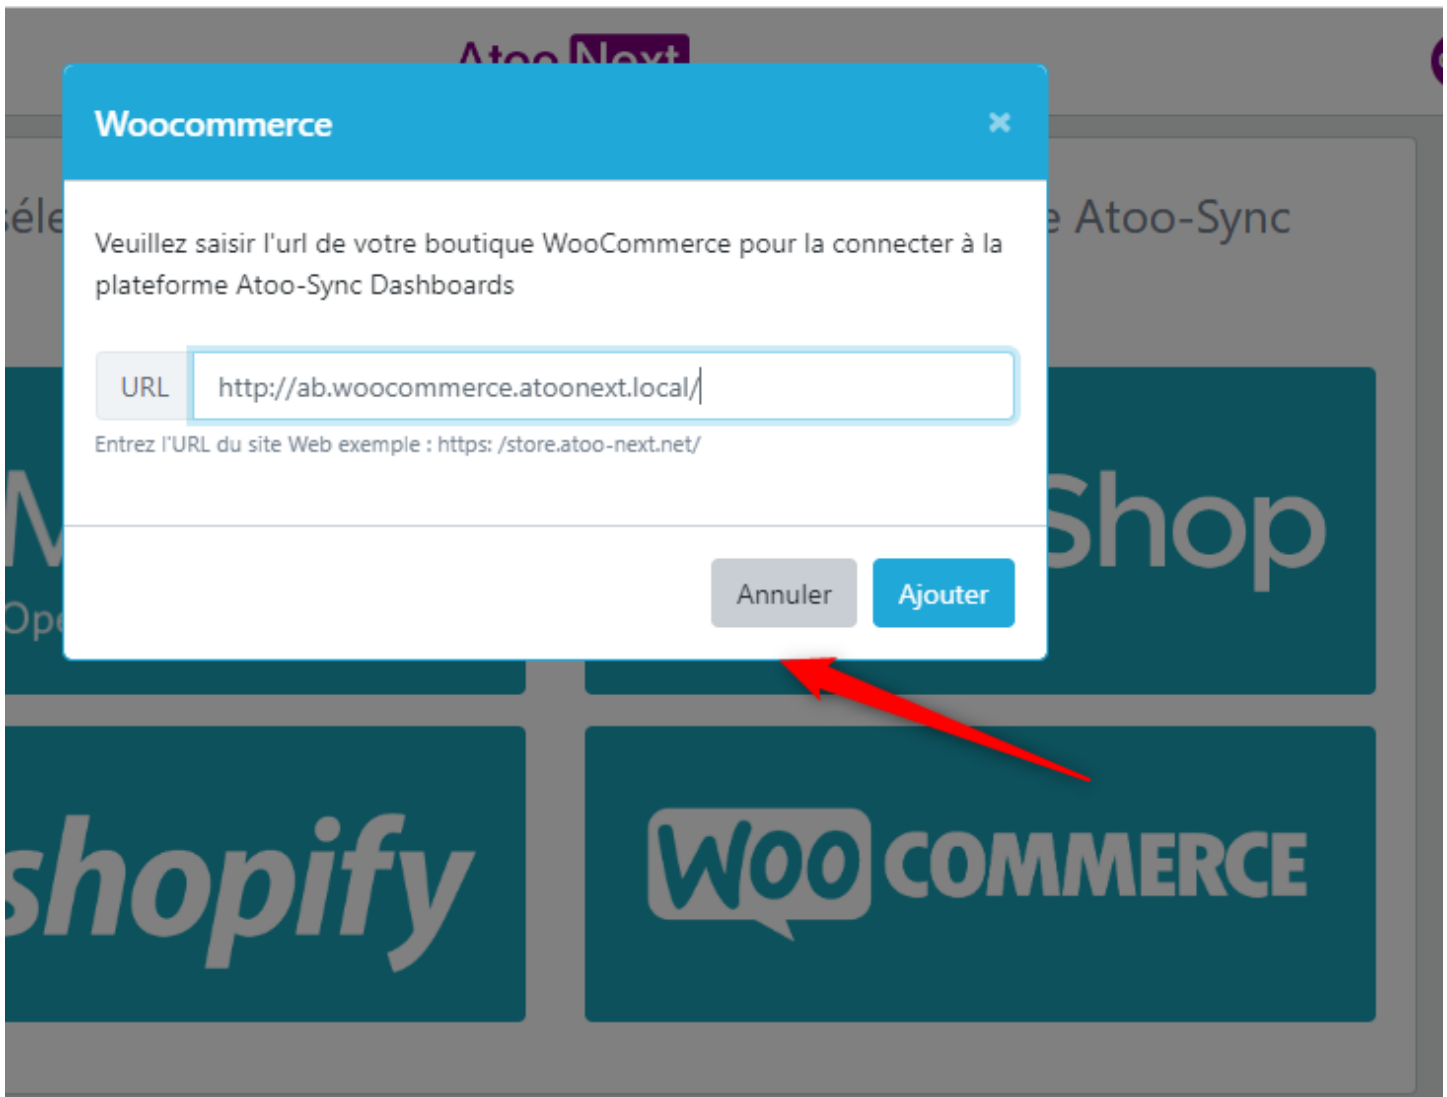 Atoo Next
Woocommerce
séle
e Atoo-Sync
Veuillez saisir l'url de votre boutique WooCommerce pour la connecter à la
plateforme Atoo-Sync Dashboards
URL http://ab.woocommerce.atoonext.local/
Entrez l'URL du site Web exemple : https: /store.atoo-next.net/
M
Shop
Annuler Ajouter
Ope
shopify
WOO COMMERCE